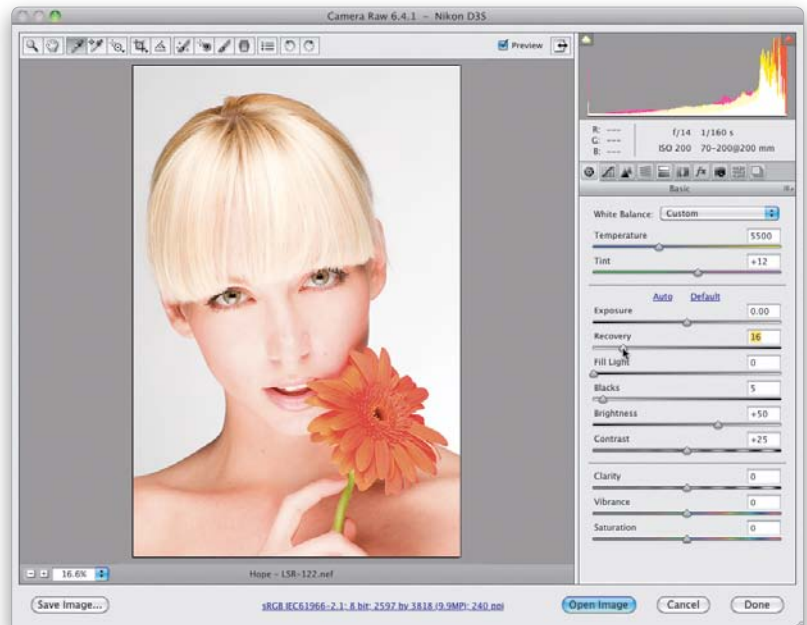 Camera Raw 6.4.1 – Nikon D3S
Preview
R: ---
G: ---
B: ---
f/14 1/160 s
ISO 200 70-200@200 mm
Basic
White Balance: Custom
Temperature 5500
Tint +12
Auto Default
Exposure 0.00
Recovery 16
Fill Light 0
Blacks 5
Brightness +50
Contrast +25
Clarity 0
Vibrance 0
Saturation 0
16.6%
Hope – LSR-122.nef
Save Image...
sRGB IEC61966-2.1; 8 bit; 2597 by 3818 (9.9MP); 240 ppi
Open Image Cancel Done